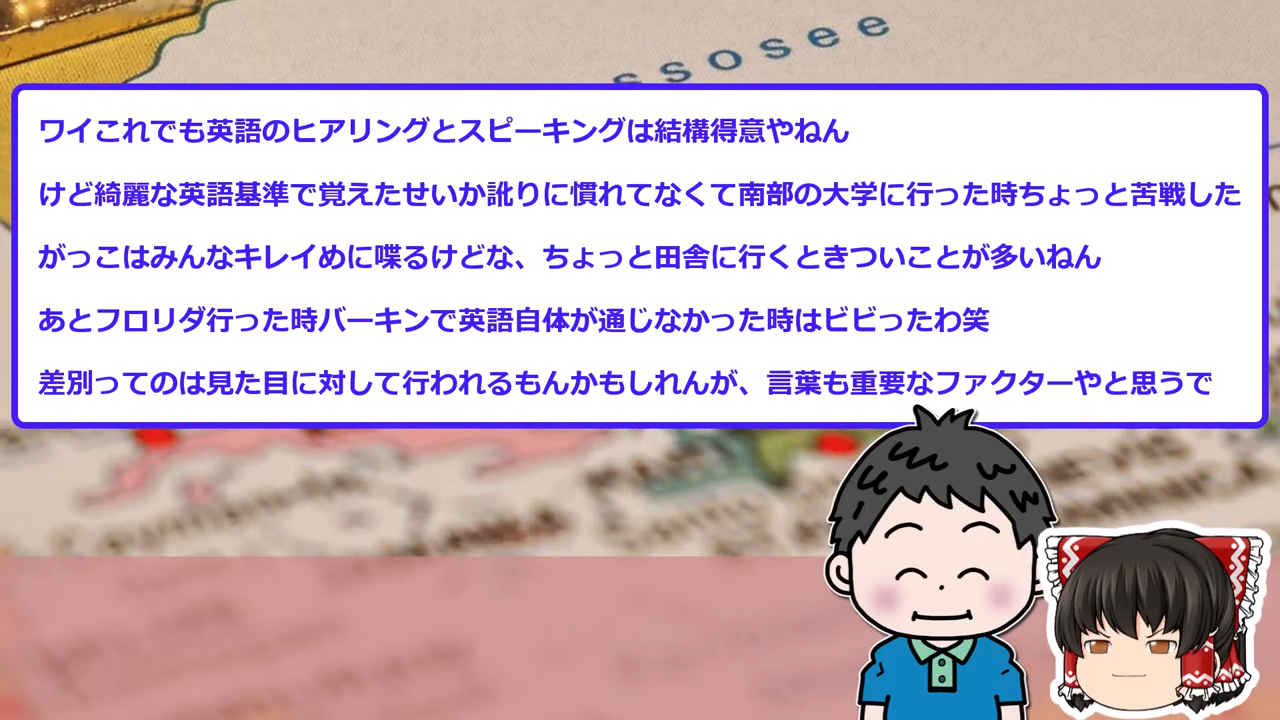 ssosee
ワイこれでも英語のヒアリングとスピーキングは結構得意やねん
けど綺麗な英語基準で覚えたせいか訛りに慣れてなくて南部の大学に行った時ちょっと苦戦した
がっこはみんなキレイめに喋るけどな、ちょっと田舎に行くときついことが多いねん
あとフロリダ行った時バーキンで英語自体が通じなかった時はビビったわ笑
差別ってのは見た目に対して行われるもんかもしれんが、言葉も重要なファクターやと思うで